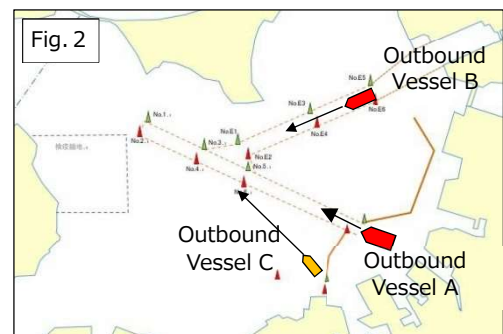 Fig. 2
Outbound
Vessel B
No.E5
No.E3
No.E6
No.1
No.2
No.E1
No.E4
No.3
No.E2
No.4
No.5
Outbound
Vessel C
Outbound
Vessel A